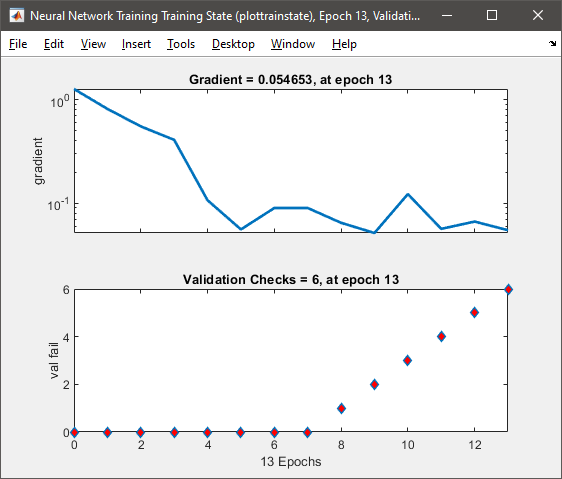 Neural Network Training Training State (plottrainstate), Epoch 13, Validati...
File Edit View Insert Tools Desktop Window Help
Gradient = 0.054653, at epoch 13
10^0
gradient
10^-1
Validation Checks = 6, at epoch 13
6
4
val fail
2
0
0 2 4 6 8 10 12
13 Epochs